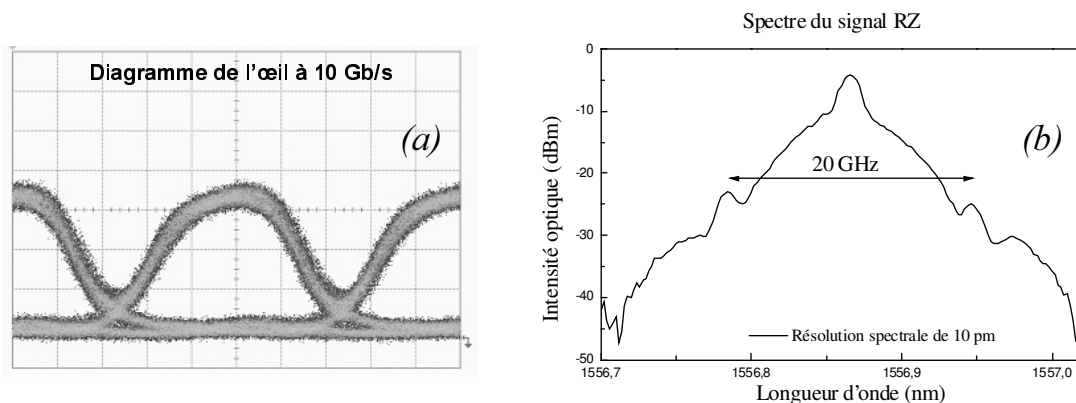 Diagramme de l'œil à 10 Gb/s
(a)
Spectre du signal RZ
(b)
Intensité optique (dBm)
0
-10
-20
-30
-40
-50
20 GHz
Résolution spectrale de 10 pm
1556,7
1556,8
1556,9
1557,0
Longueur d'onde (nm)